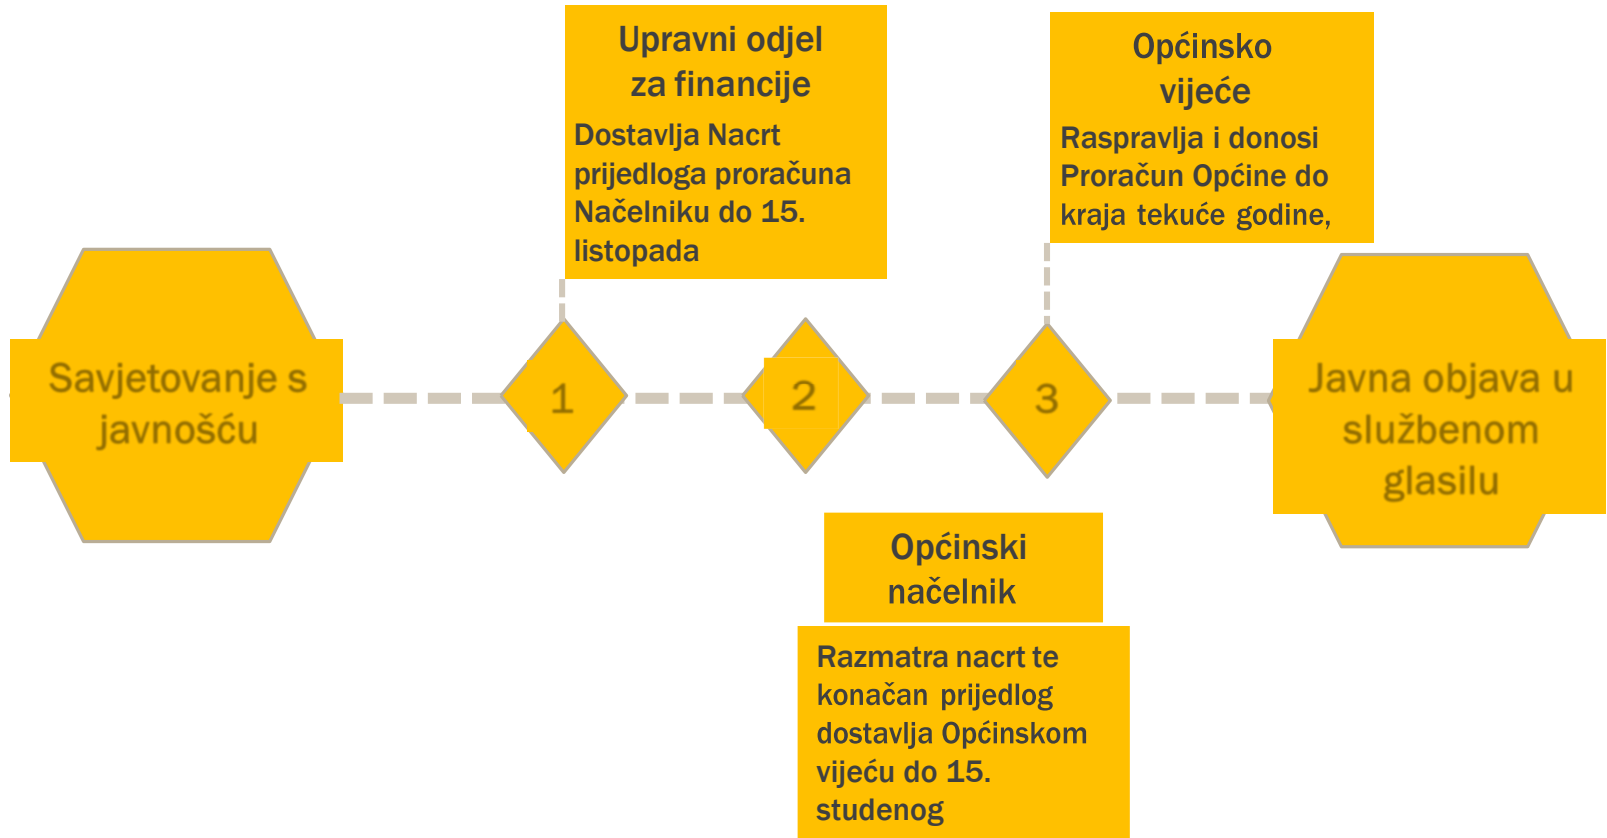 Upravni odjel
za financije
Dostavlja Nacrt
prijedloga proračuna
Načelniku do 15.
listopada
Općinsko
vijeće
Raspravlja i donosi
Proračun Općine do
kraja tekuće godine,
Savjetovanje s
javnošću
1
2
3
Javna objava u
službenom
glasilu
Općinski
načelnik
Razmatra nacrt te
konačan prijedlog
dostavlja Općinskom
vijeću do 15.
studenog